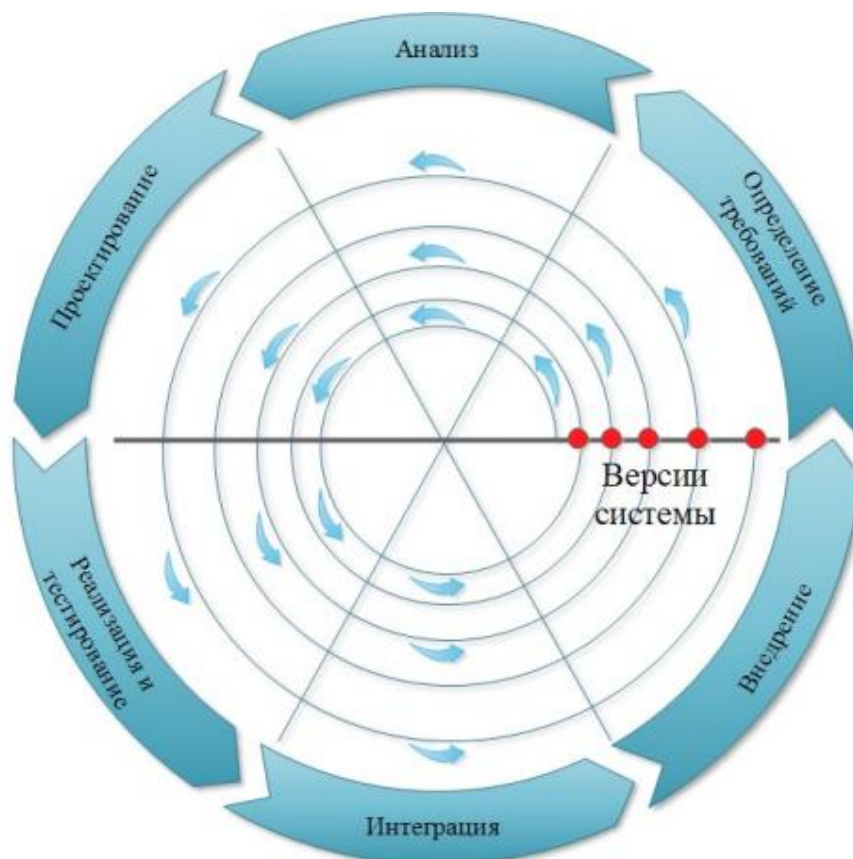 Анализ
Определение
требований
Проектирование
Версии
системы
Реализация и
тестирование
Внедрение
Интеграция